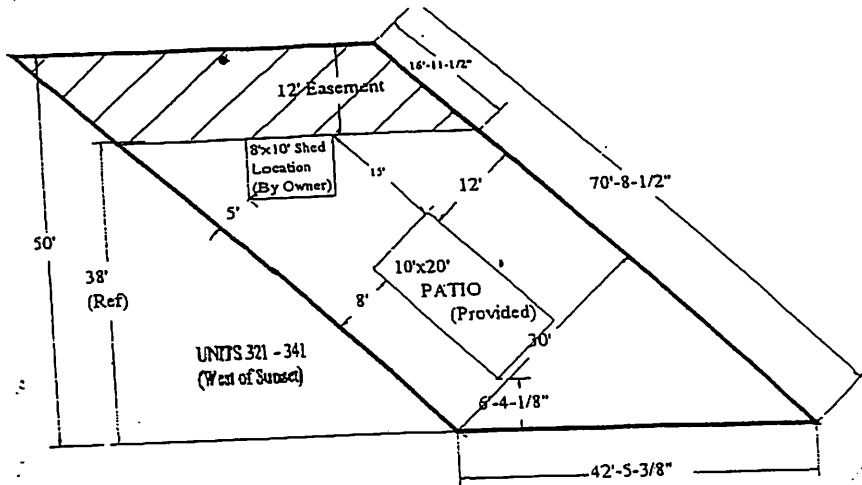 16'-11-1/2"
12' Easement
8'x10' Shed
Location
(By Owner)
15'
12'
70'-8-1/2"
5'
50'
38'
(Ref)
10'x20'
PATIO
(Provided)
8'
30'
UNITS 321 - 341
(West of Sunset)
6'-4-1/8"
42'-5-3/8"